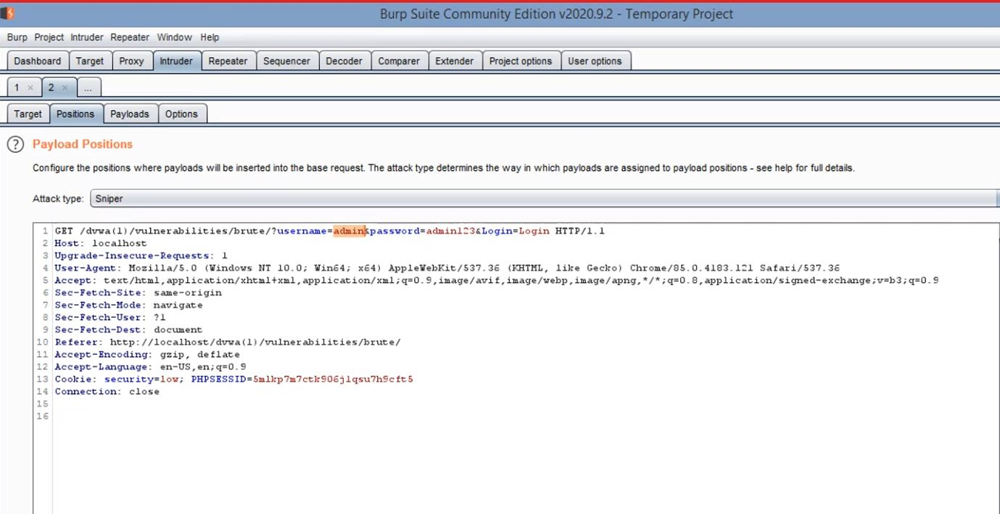 Burp Suite Community Edition v2020.9.2 - Temporary Project
Burp Project Intruder Repeater Window Help
Dashboard Target Proxy Intruder Repeater Sequencer Decoder Comparer Extender Project options User options
1 × 2 × ...
Target Positions Payloads Options
? Payload Positions
Configure the positions where payloads will be inserted into the base request. The attack type determines the way in which payloads are assigned to payload positions - see help for full details.
Attack type: Sniper
1 GET /dvwa(1)/vulnerabilities/brute/?username=admin&password=admin123&Login=Login HTTP/1.1
2 Host: localhost
3 Upgrade-Insecure-Requests: 1
4 User-Agent: Mozilla/5.0 (Windows NT 10.0; Win64; x64) AppleWebKit/537.36 (KHTML, like Gecko) Chrome/85.0.4183.121 Safari/537.36
5 Accept: text/html,application/xhtml+xml,application/xml;q=0.9,image/avif,image/webp,image/apng,*/*;q=0.8,application/signed-exchange;v=b3;q=0.9
6 Sec-Fetch-Site: same-origin
7 Sec-Fetch-Mode: navigate
8 Sec-Fetch-User: ?1
9 Sec-Fetch-Dest: document
10 Referer: http://localhost/dvwa(1)/vulnerabilities/brute/
11 Accept-Encoding: gzip, deflate
12 Accept-Language: en-US,en;q=0.9
13 Cookie: security=low; PHPSESSID=5mlkp7m7ctk906jlqsu7h9cft5
14 Connection: close
15
16